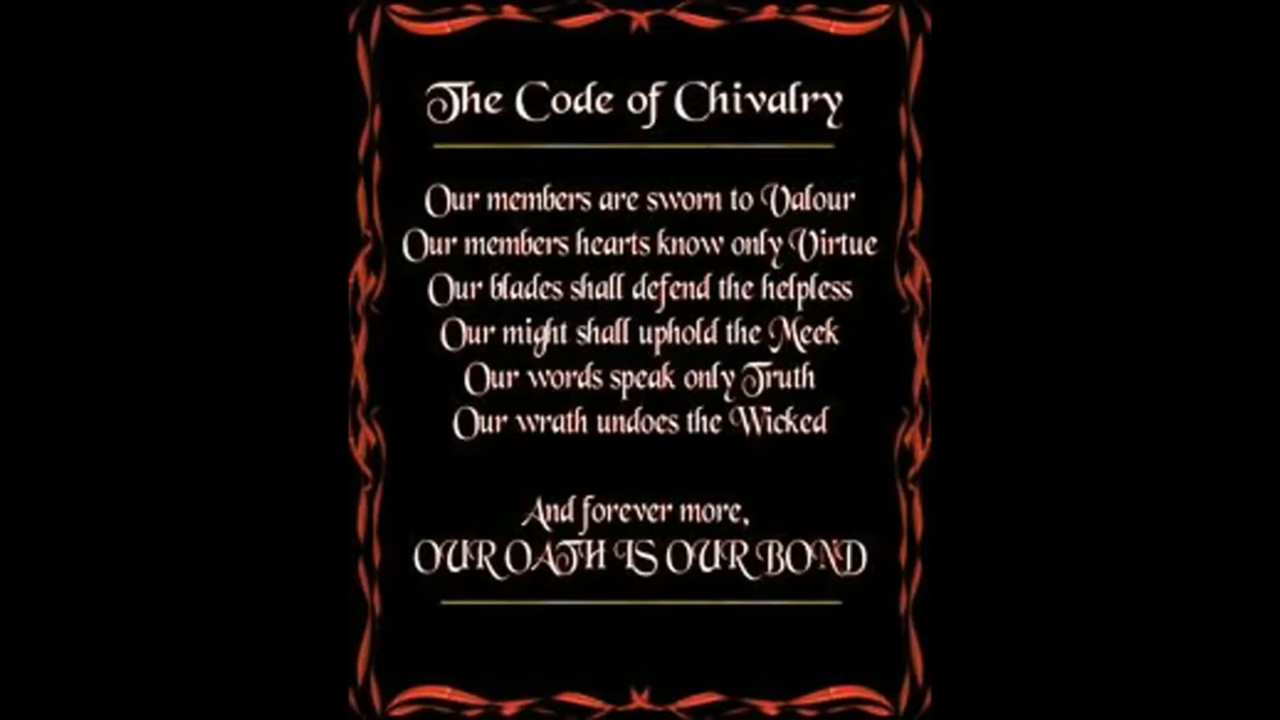 The Code of Chivalry
Our members are sworn to Valour
Our members hearts know only Virtue
Our blades shall defend the helpless
Our might shall uphold the Meek
Our words speak only Truth
Our wrath undoes the Wicked
And forever more,
OUR OATH IS OUR BOND